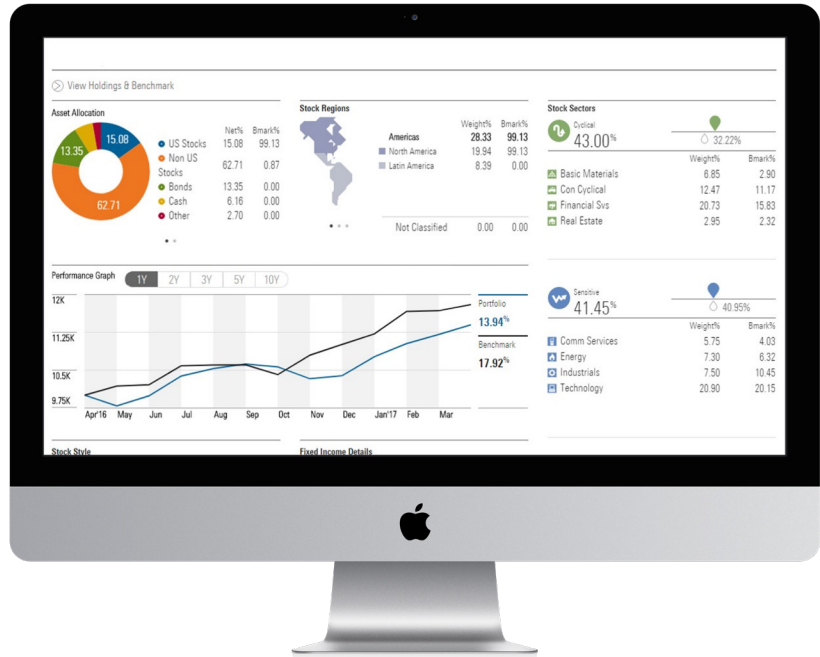 View Holdings & Benchmark
Asset Allocation
15.08
13.35
62.71
Net% Bmark%
US Stocks 15.08 99.13
Non US Stocks 62.71 0.87
Bonds 13.35 0.00
Cash 6.16 0.00
Other 2.70 0.00
Stock Regions
Weight% Bmark%
Americas 28.33 99.13
North America 19.94 99.13
Latin America 8.39 0.00
Not Classified 0.00 0.00
Stock Sectors
Cyclical
43.00%
32.22%
Weight% Bmark%
Basic Materials 6.85 2.90
Con Cyclical 12.47 11.17
Financial Svs 20.73 15.83
Real Estate 2.95 2.32
Sensitive
41.45%
40.95%
Weight% Bmark%
Comm Services 5.75 4.03
Energy 7.30 6.32
Industrials 7.50 10.45
Technology 20.90 20.15
Performance Graph 1Y 2Y 3Y 5Y 10Y
12K
11.25K
10.5K
9.75K
Apr'16 May Jun Jul Aug Sep Oct Nov Dec Jan'17 Feb Mar
Portfolio
13.94%
Benchmark
17.92%
Stock Style
Fixed Income Details